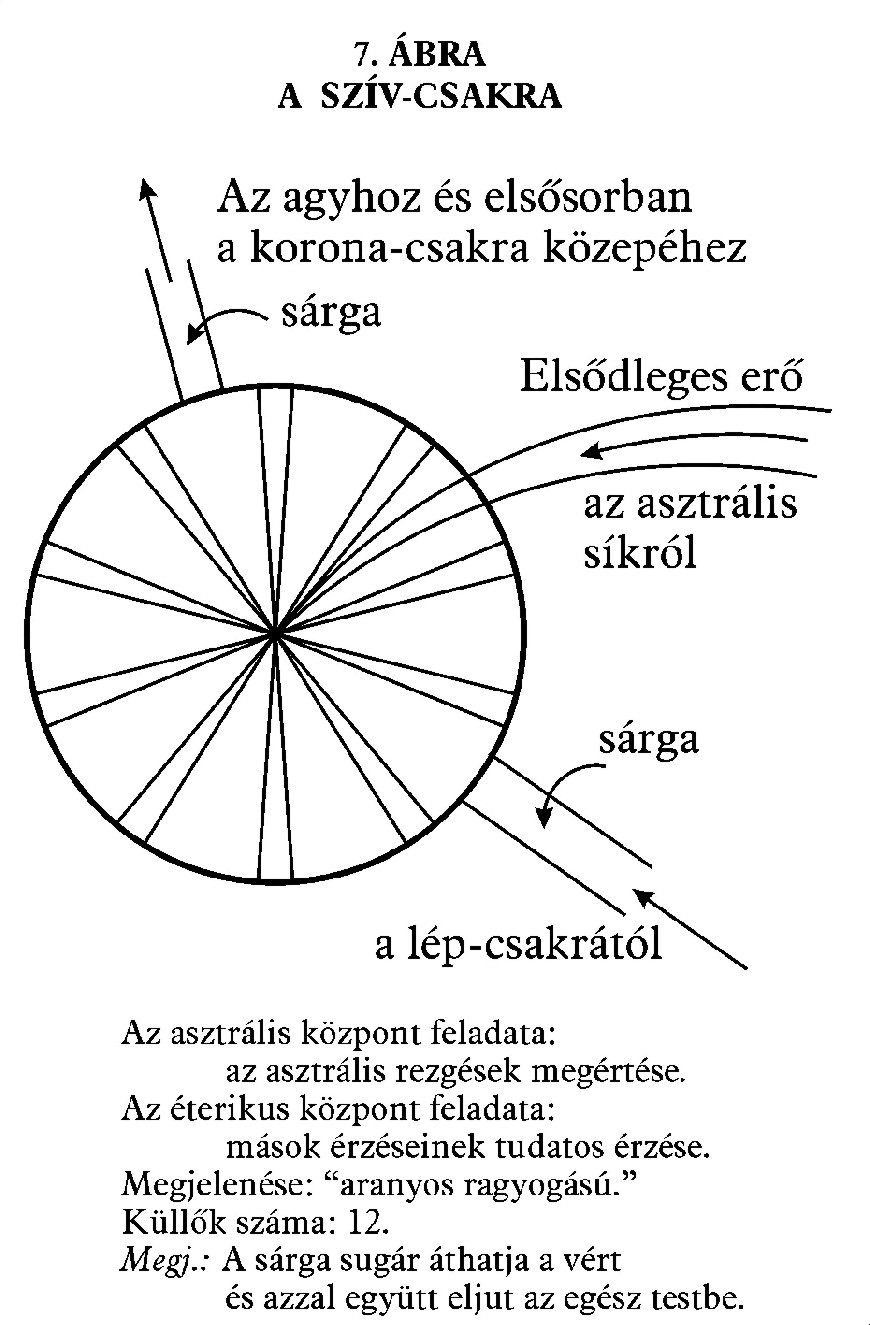 7. ÁBRA
A SZÍV-CSAKRA
Az agyhoz és elsősorban
a korona-csakra közepéhez
sárga
Elsődleges erő
az asztrális
síkról
sárga
a lép-csakrától
Az asztrális központ feladata:
az asztrális rezgések megértése.
Az éterikus központ feladata:
mások érzéseinek tudatos érzése.
Megjelenése: “aranyos ragyogású.”
Küllők száma: 12.
Megj.: A sárga sugár áthatja a vért
és azzal együtt eljut az egész testbe.